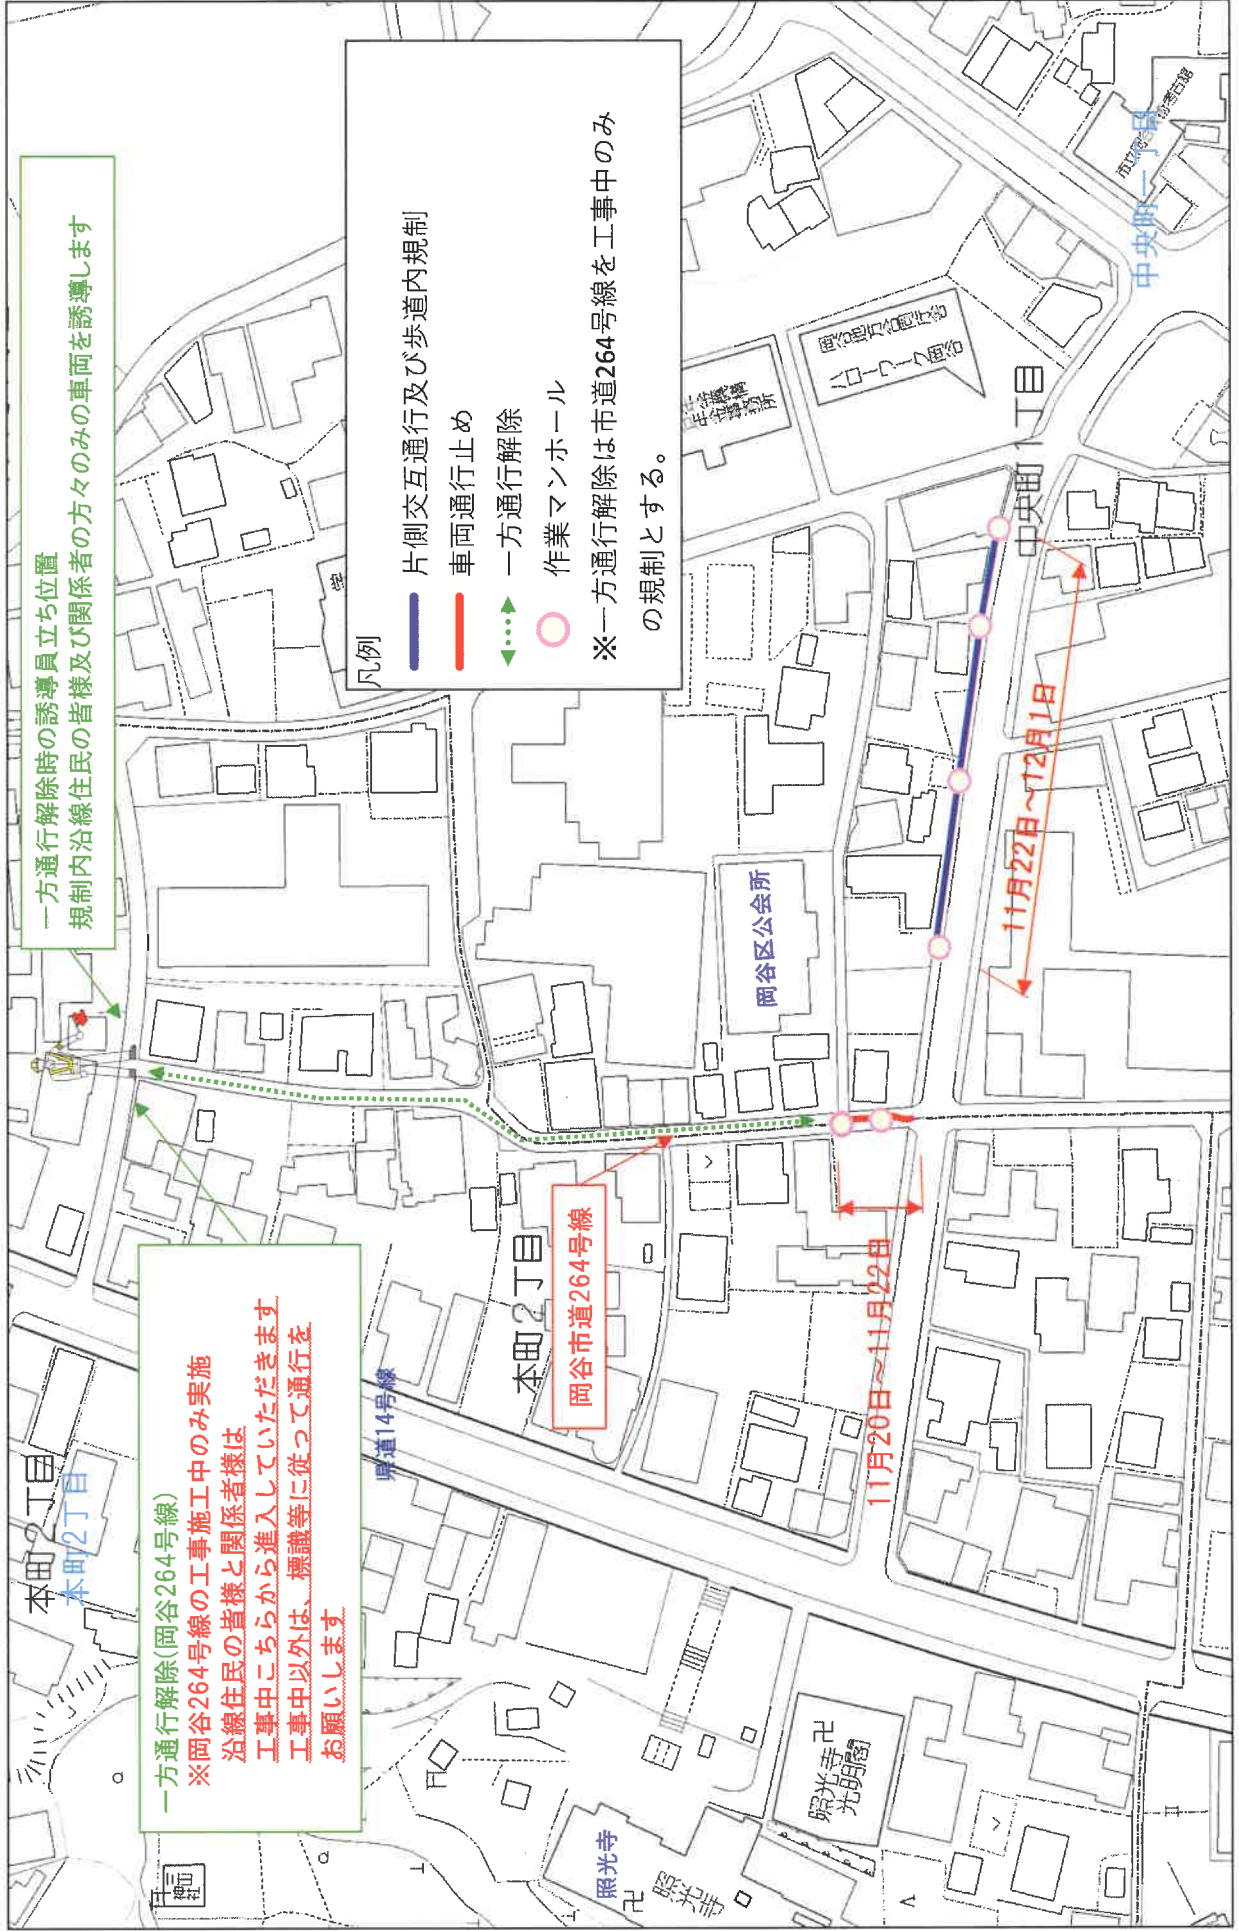 一方通行解除時の誘導員立ち位置
規制内沿線住民の皆様及び関係者の方々のみの車両を誘導します
凡例
片側交互通行及び歩道内規制
車両通行止め
一方通行解除
作業マンホール
※一方通行解除は市道264号線を工事中のみ
の規制とする。
一方通行解除(岡谷264号線)
※岡谷264号線の工事施工中のみ実施
沿線住民の皆様と関係者様は
工事中こちらから進入していただきます
工事中以外は、標識等に従って通行を
お願いします
本町2丁目
本町2丁目
県道14号線
本町2丁目
岡谷市道264号線
岡谷区公会所
11月20日～11月22日
11月22日～12月1日
中央町1丁目
中央町一丁目
岡谷地方合同庁舎
ハローワーク岡谷
照光寺
照光寺
照光寺
光明閣